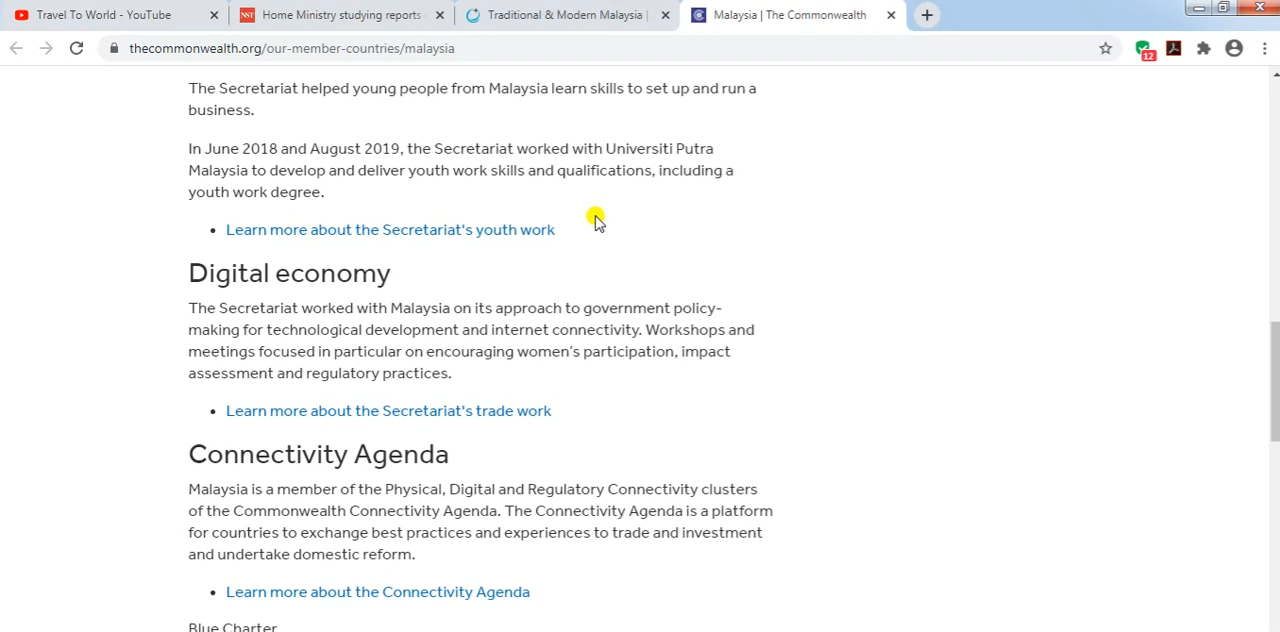 Travel To World - YouTube
Home Ministry studying reports
Traditional & Modern Malaysia |
Malaysia | The Commonwealth
thecommonwealth.org/our-member-countries/malaysia
12
The Secretariat helped young people from Malaysia learn skills to set up and run a
business.
In June 2018 and August 2019, the Secretariat worked with Universiti Putra
Malaysia to develop and deliver youth work skills and qualifications, including a
youth work degree.
• Learn more about the Secretariat's youth work
Digital economy
The Secretariat worked with Malaysia on its approach to government policy-
making for technological development and internet connectivity. Workshops and
meetings focused in particular on encouraging women's participation, impact
assessment and regulatory practices.
• Learn more about the Secretariat's trade work
Connectivity Agenda
Malaysia is a member of the Physical, Digital and Regulatory Connectivity clusters
of the Commonwealth Connectivity Agenda. The Connectivity Agenda is a platform
for countries to exchange best practices and experiences to trade and investment
and undertake domestic reform.
• Learn more about the Connectivity Agenda
Blue Charter